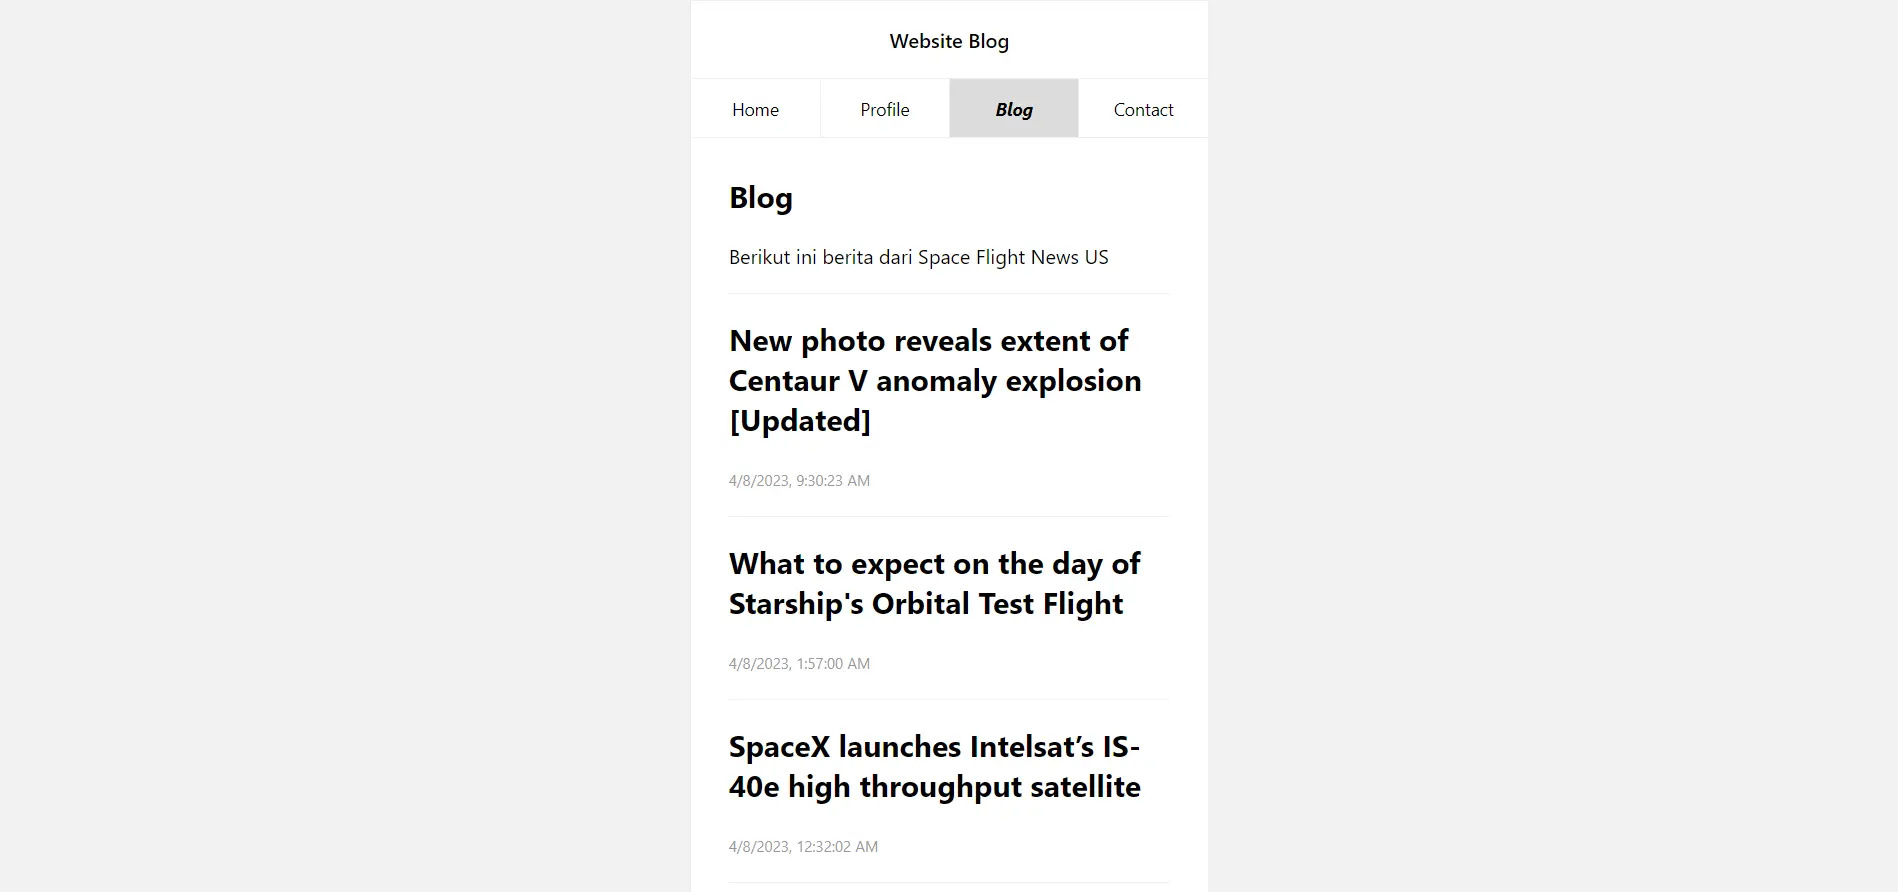 Website Blog
Home Profile Blog Contact
Blog
Berikut ini berita dari Space Flight News US
New photo reveals extent of
Centaur V anomaly explosion
[Updated]
4/8/2023, 9:30:23 AM
What to expect on the day of
Starship's Orbital Test Flight
4/8/2023, 1:57:00 AM
SpaceX launches Intelsat’s IS-
40e high throughput satellite
4/8/2023, 12:32:02 AM